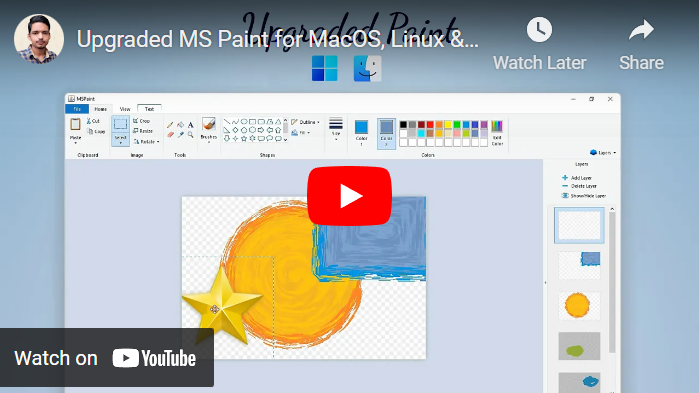 Upgraded Paint
Upgraded MS Paint for MacOS, Linux &...
Watch Later
Share
MSPaint
File
Home
View
Text
Paste
Cut
Copy
Clipboard
Select
Crop
Resize
Rotate
Image
Tools
Brushes
Shapes
Outline
Fill
Size
Color
1
Color
2
Colors
Edit
Color
Layers
Layers
Add Layer
Delete Layer
Show/Hide Layer
Watch on
YouTube